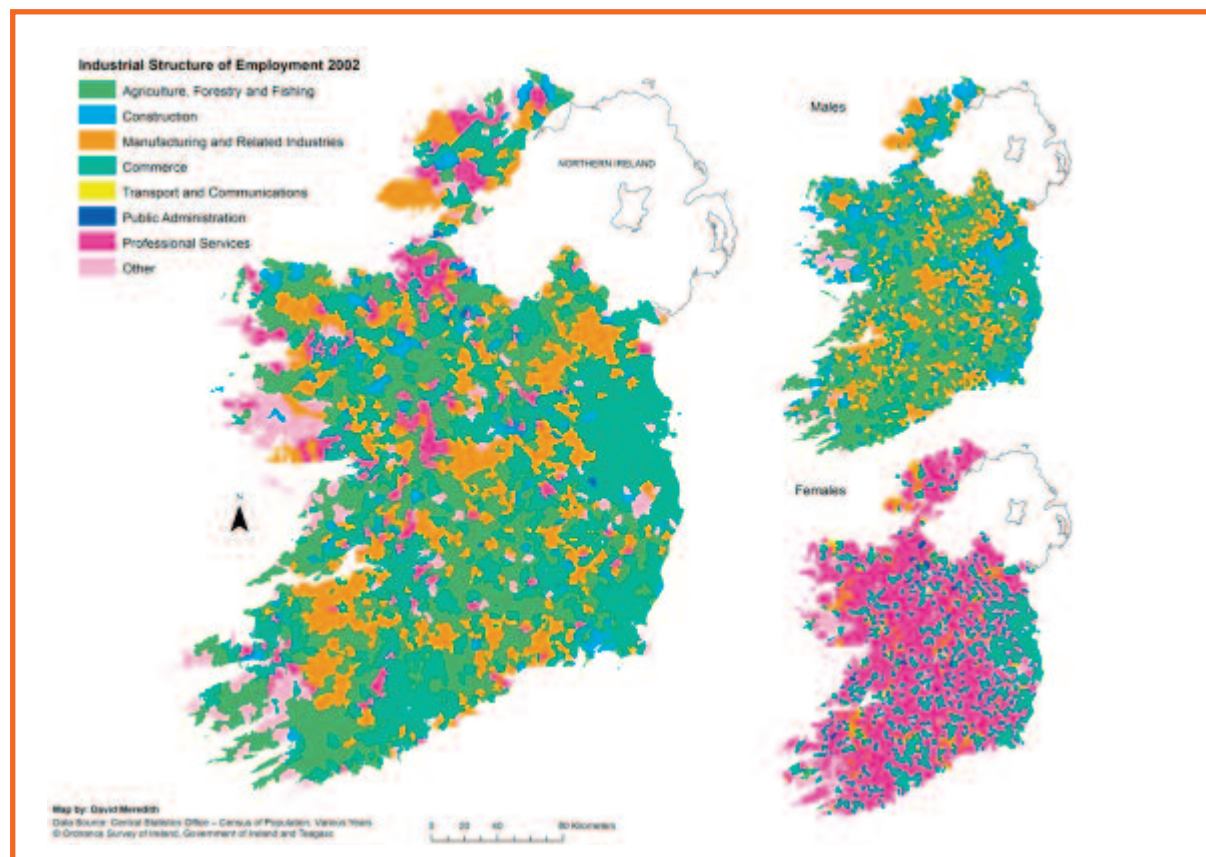 Industrial Structure of Employment 2002
Agriculture, Forestry and Fishing
Construction
Manufacturing and Related Industries
Commerce
Transport and Communications
Public Administration
Professional Services
Other
NORTHERN IRELAND
Males
Females
N
Map by: David Meredith
Data Source: Central Statistics Office – Census of Population, Various Years
© Ordnance Survey of Ireland, Government of Ireland and Teagasc
0 20 40 80 Kilometers